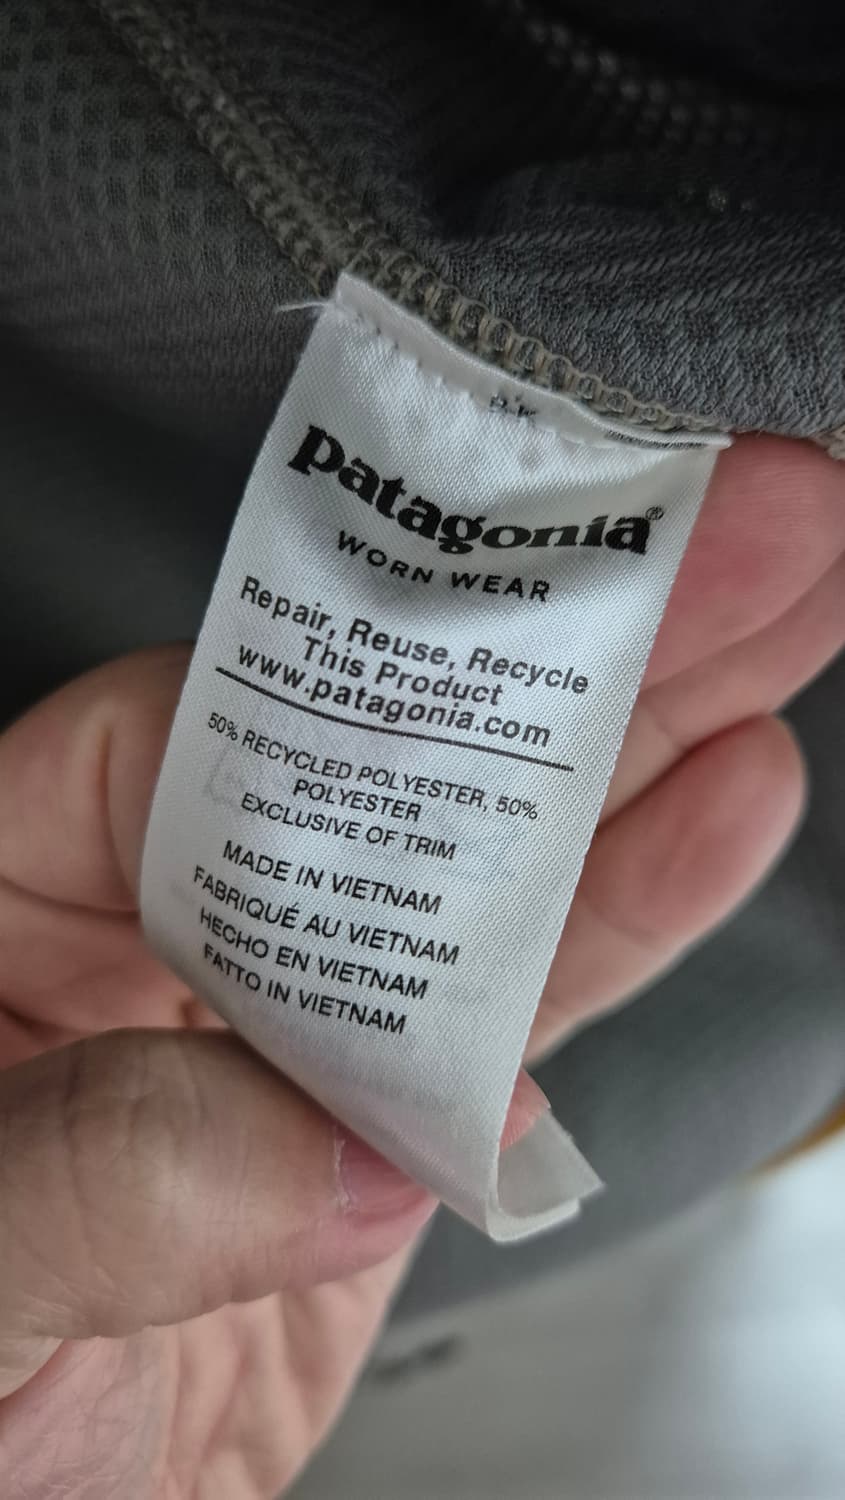 patagonia®
WORN WEAR
Repair, Reuse, Recycle
This Product
www.patagonia.com
50% RECYCLED POLYESTER, 50%
POLYESTER
EXCLUSIVE OF TRIM
MADE IN VIETNAM
FABRIQUÉ AU VIETNAM
HECHO EN VIETNAM
FATTO IN VIETNAM